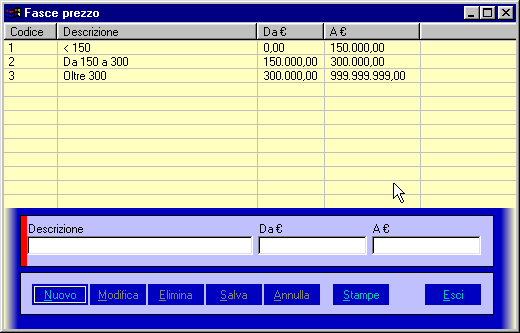 Fasce prezzo
Codice Descrizione Da € A €
1 < 150 0,00 150.000,00
2 Da 150 a 300 150.000,00 300.000,00
3 Oltre 300 300.000,00 999.999.999,00
Descrizione Da € A €
Nuovo Modifica Elimina Salva Annulla Stampe Esci